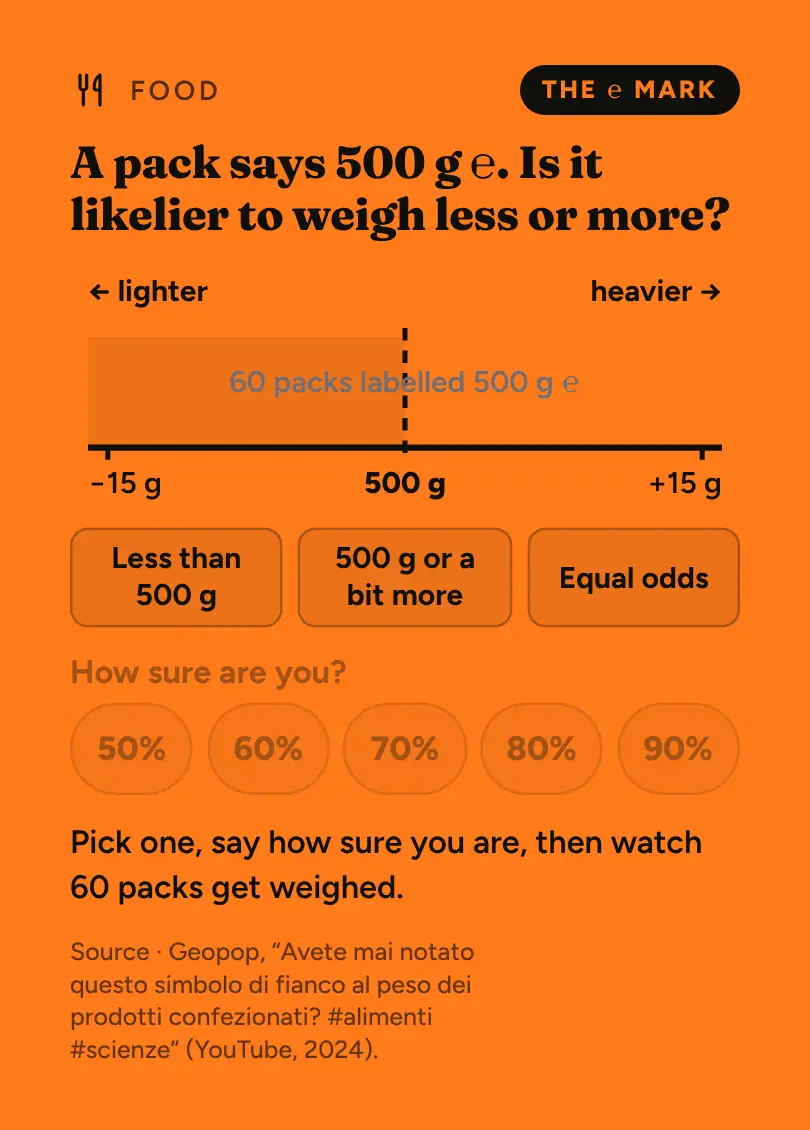 FOOD
THE ℮ MARK
A pack says 500 g ℮. Is it
likelier to weigh less or more?
← lighter
heavier →
60 packs labelled 500 g ℮
−15 g
500 g
+15 g
Less than
500 g
500 g or a
bit more
Equal odds
How sure are you?
50%
60%
70%
80%
90%
Pick one, say how sure you are, then watch
60 packs get weighed.
Source · Geopop, “Avete mai notato
questo simbolo di fianco al peso dei
prodotti confezionati? #alimenti
#scienze” (YouTube, 2024).